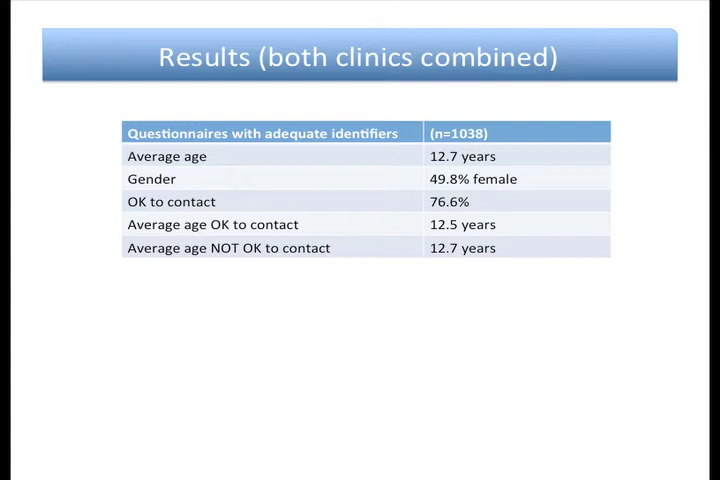 Results (both clinics combined)
Questionnaires with adequate identifiers (n=1038)
Average age 12.7 years
Gender 49.8% female
OK to contact 76.6%
Average age OK to contact 12.5 years
Average age NOT OK to contact 12.7 years